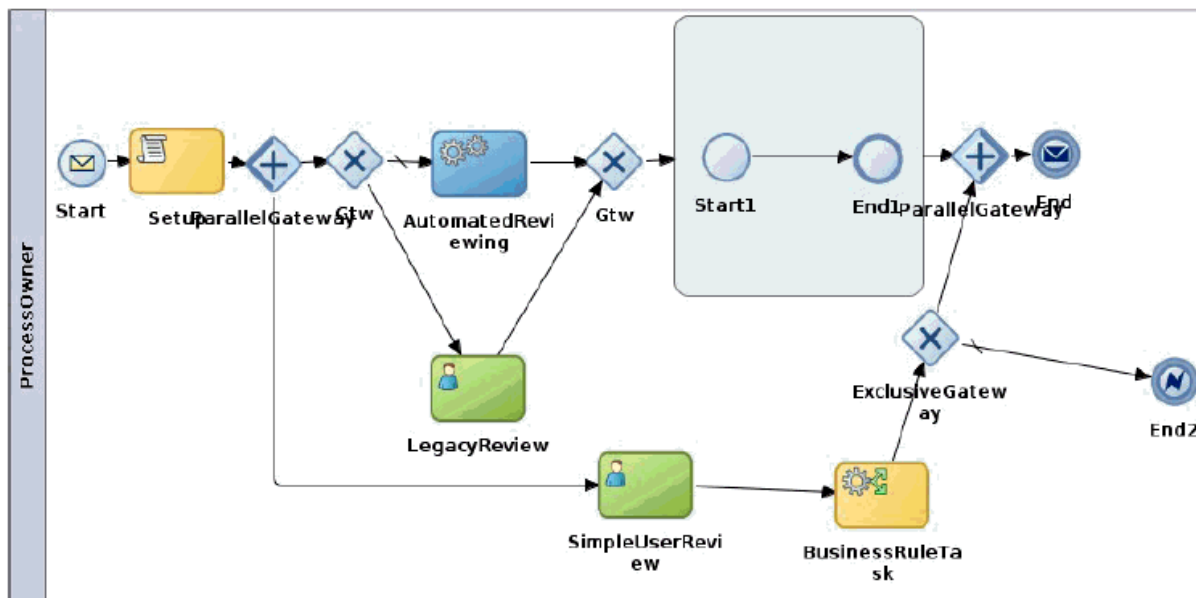 ProcessOwner
Start
Setup
ParallelGateway
Gtw
AutomatedRevi
ewing
Gtw
Start1
End1
ParallelGateway
End
LegacyReview
ExclusiveGatew
ay
End2
SimpleUserRevi
ew
BusinessRuleTa
sk